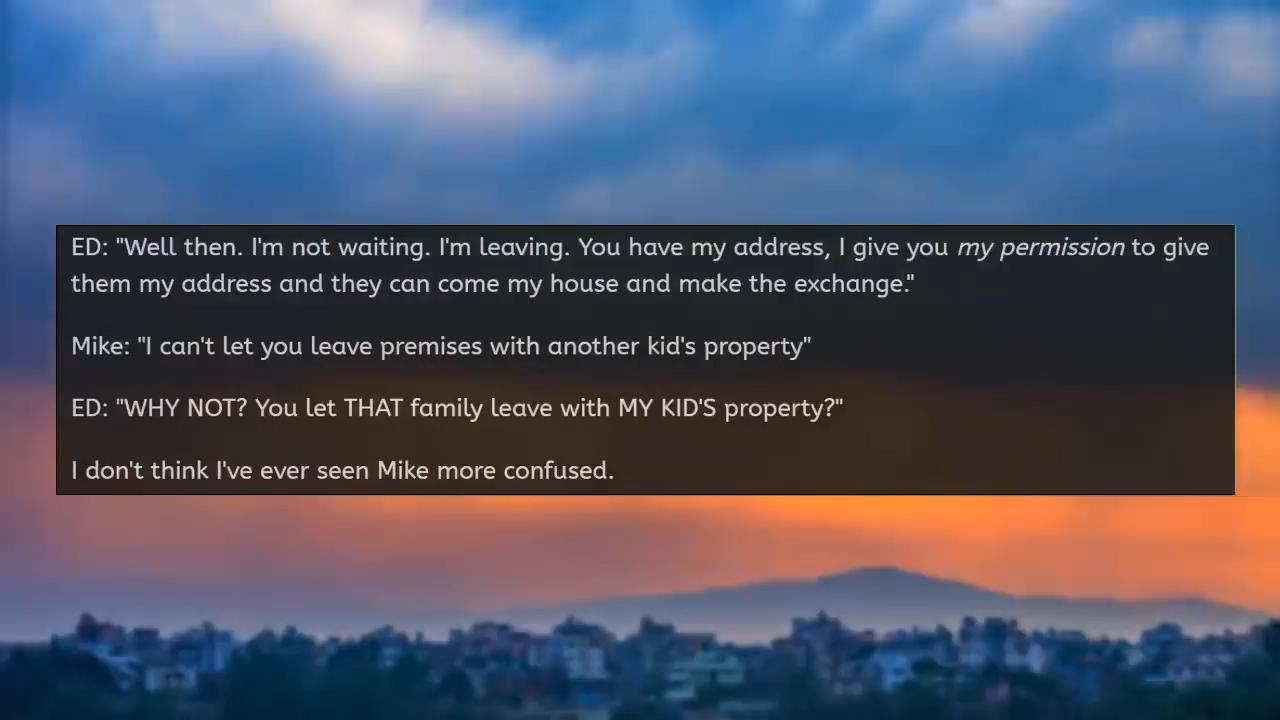 ED: "Well then. I'm not waiting. I'm leaving. You have my address, I give you my permission to give
them my address and they can come my house and make the exchange."
Mike: "I can't let you leave premises with another kid's property"
ED: "WHY NOT? You let THAT family leave with MY KID'S property?"
I don't think I've ever seen Mike more confused.